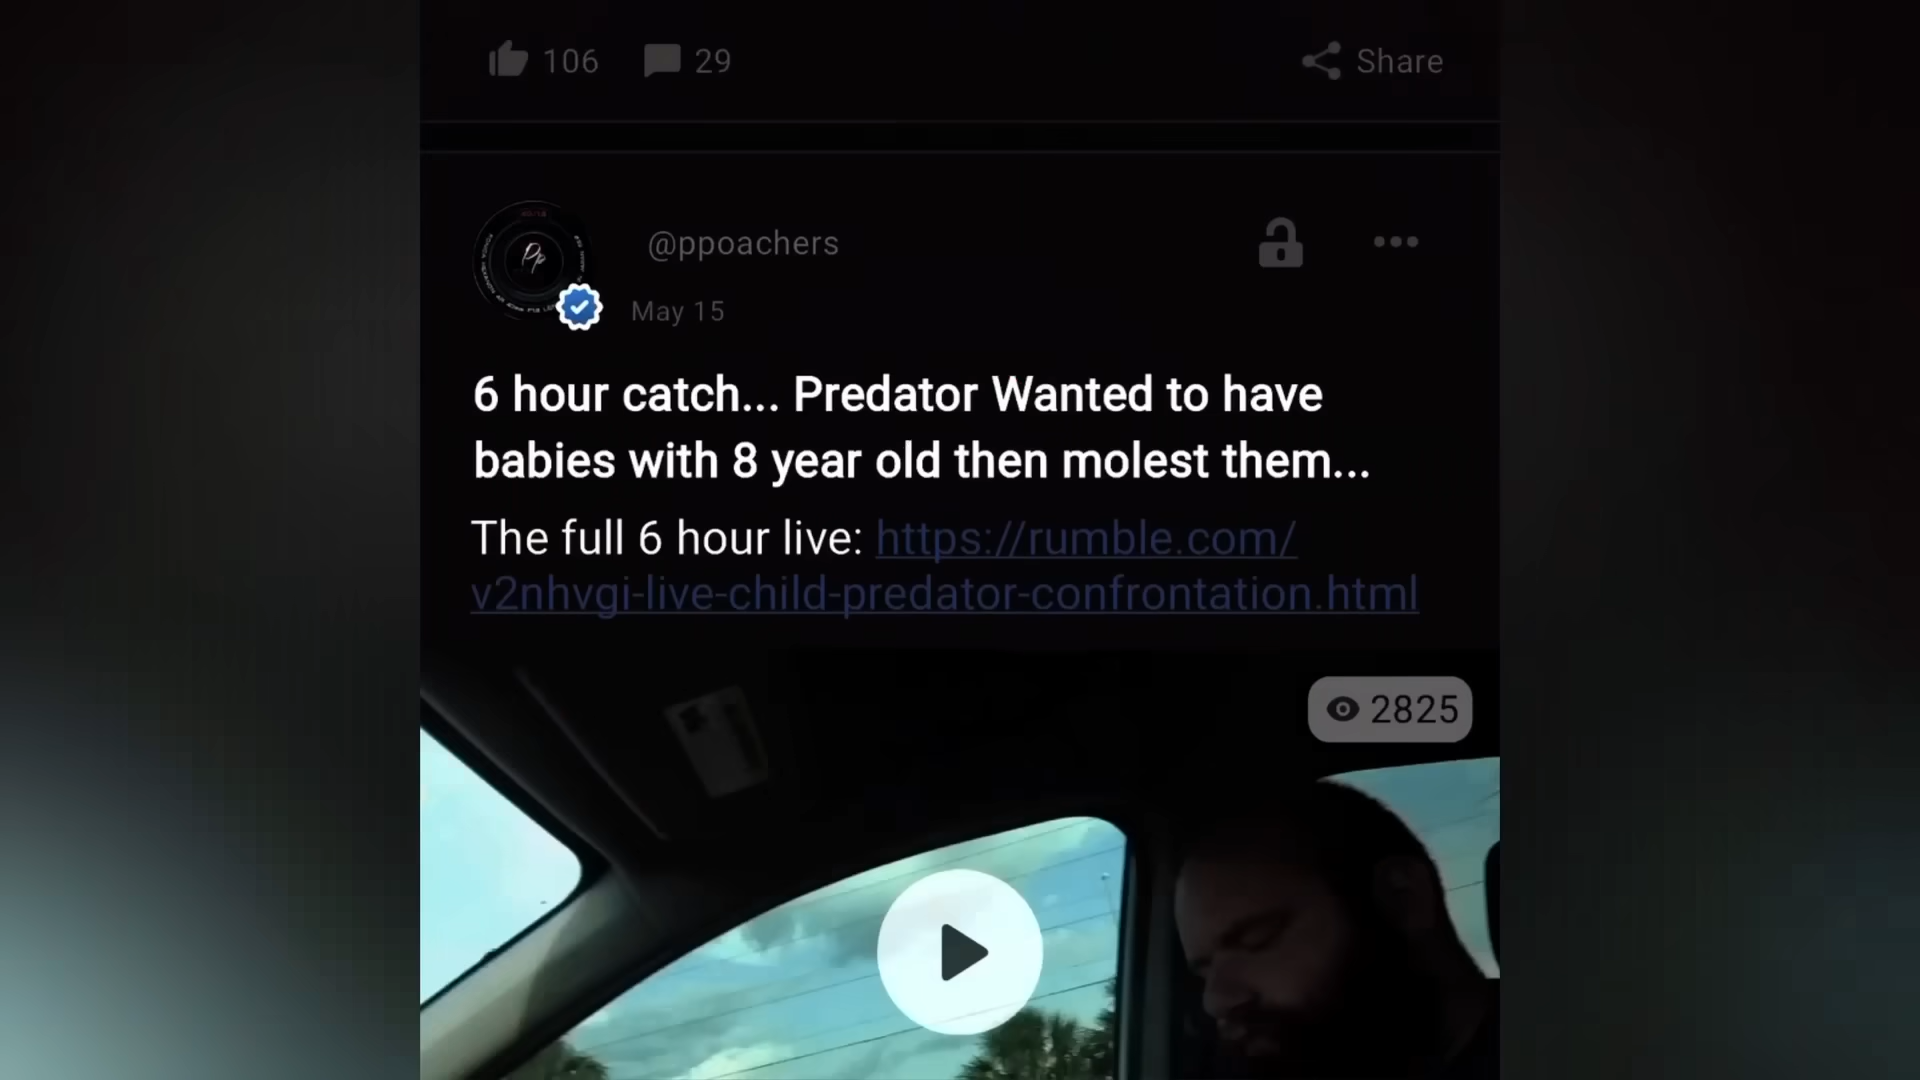 106 29 Share
@ppoachers
May 15
6 hour catch... Predator Wanted to have
babies with 8 year old then molest them...
The full 6 hour live: https://rumble.com/
v2nhvgi-live-child-predator-confrontation.html
2825
Pp